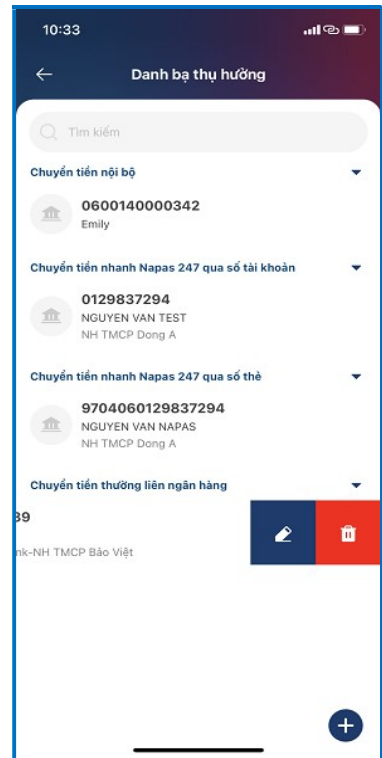 10:33
Danh bạ thụ hưởng
Tìm kiếm
Chuyển tiền nội bộ
0600140000342
Emily
Chuyển tiền nhanh Napas 247 qua số tài khoản
0129837294
NGUYEN VAN TEST
NH TMCP Dong A
Chuyển tiền nhanh Napas 247 qua số thẻ
9704060129837294
NGUYEN VAN NAPAS
NH TMCP Dong A
Chuyển tiền thường liên ngân hàng
39
nk-NH TMCP Bảo Việt